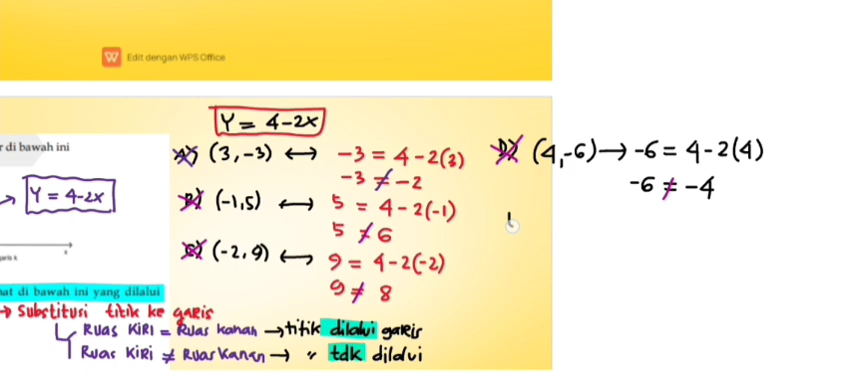 W Edit dengan WPS Office
Y = 4-2x
r di bawah ini
A) (3,-3) ↔ -3 = 4-2(3)
-3 ≠ -2
D) (4,-6) → -6 = 4-2(4)
-6 ≠ -4
→ Y = 4-2x
B) (-1,5) ↔ 5 = 4-2(-1)
5 ≠ 6
C) (-2,9) ↔ 9 = 4-2(-2)
9 ≠ 8
garis k
x
at di bawah ini yang dilalui
→ Substitusi titik ke garis
Ruas Kiri = Ruas kanan → titik dilalui garis
Ruas Kiri ≠ Ruas Kanan → " tdk dilalui